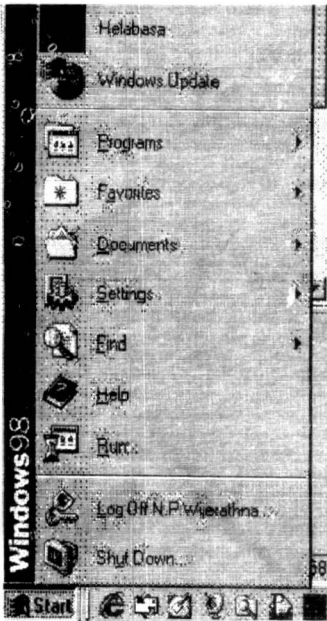 Helabasa
Windows Update
Programs
Favorites
Documents
Settings
Find
Help
Run...
Log Off N.P Wijerathna...
Shut Down...
Windows98
Start